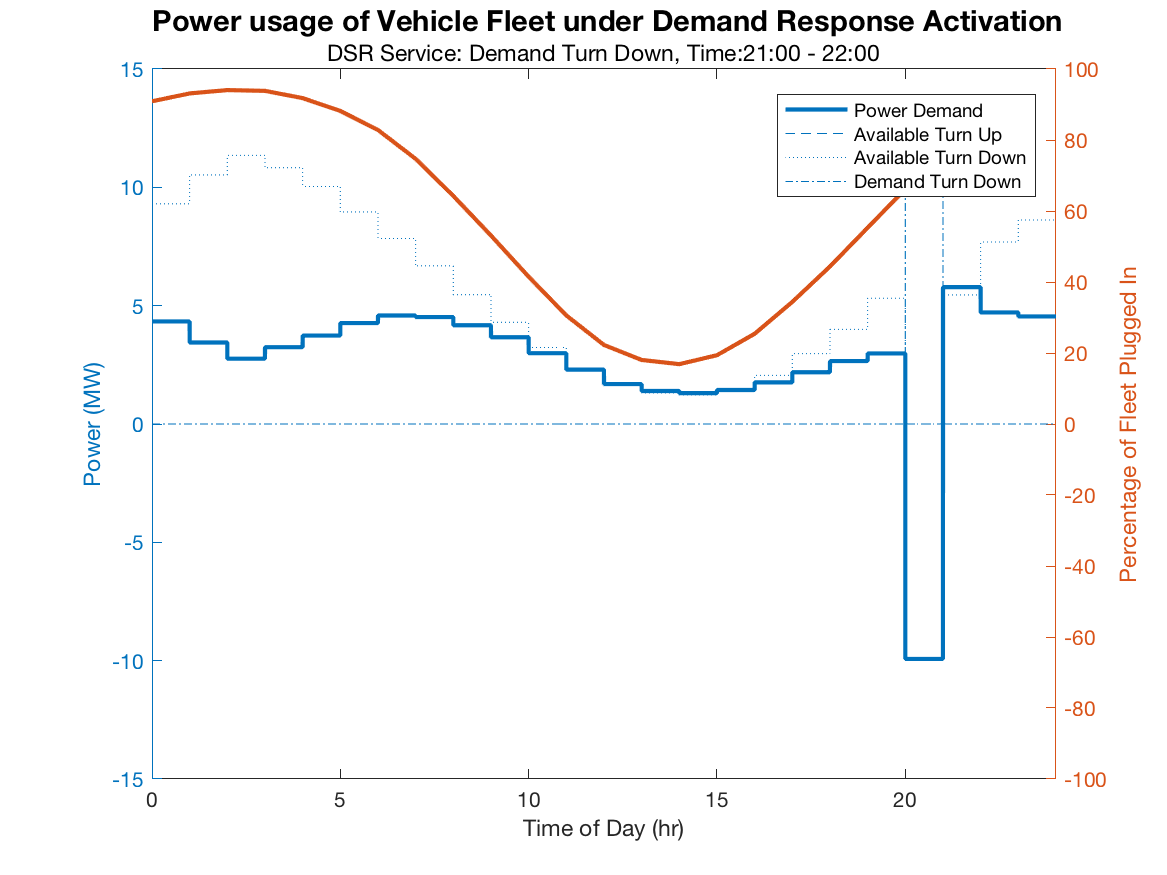 Power usage of Vehicle Fleet under Demand Response Activation
DSR Service: Demand Turn Down, Time:21:00 - 22:00
15
10
5
0
-5
-10
-15
Power (MW)
100
80
60
40
20
0
-20
-40
-60
-80
-100
Percentage of Fleet Plugged In
Power Demand
Available Turn Up
Available Turn Down
Demand Turn Down
0
5
10
15
20
Time of Day (hr)